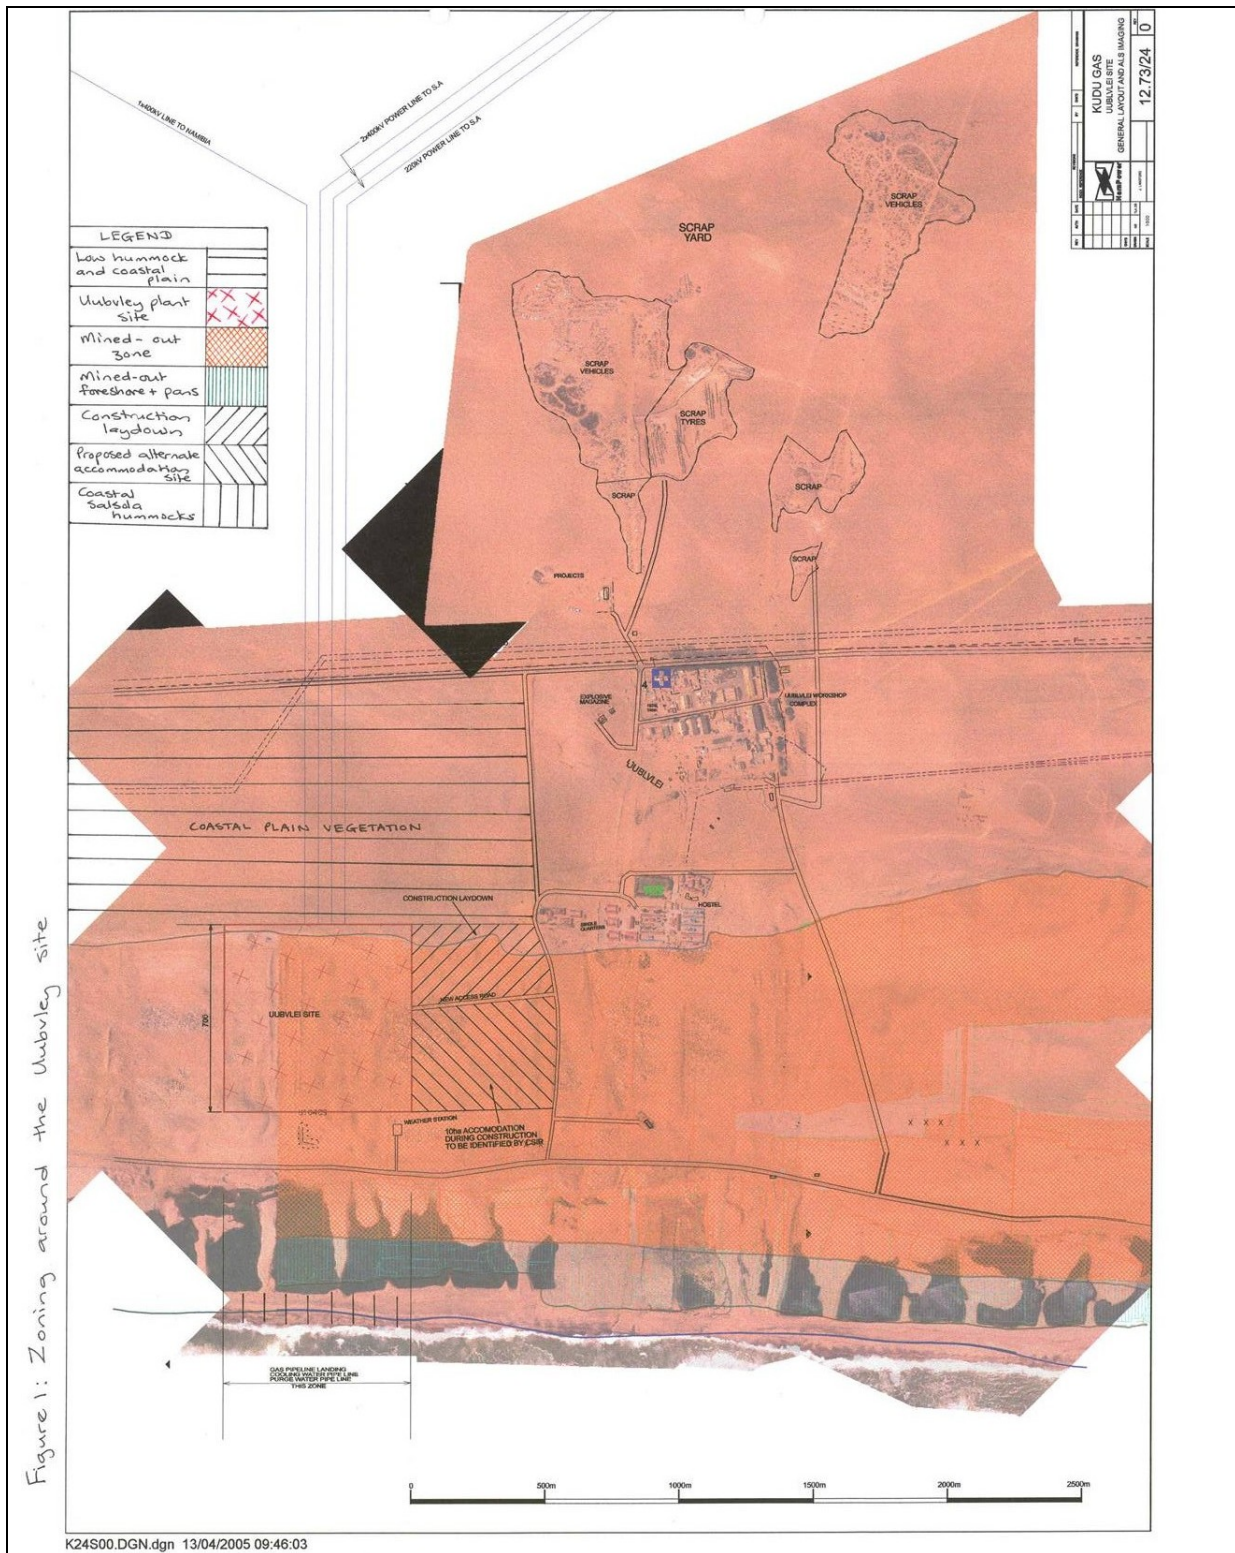 1x400kV LINE TO NAMIBIA
2x400kV POWER LINE TO S.A
220kV POWER LINE TO S.A
KUDU GAS
UUBVLEI SITE
GENERAL LAYOUT AND ALS IMAGING
NamPower
12.73/24
0
LEGEND
Low hummock
and coastal
plain
Uubvley plant
site
Mined-out
zone
Mined-out
foreshore + pans
Construction
laydown
Proposed alternate
accommodation
site
Coastal
Salsola
hummocks
SCRAP
YARD
SCRAP
VEHICLES
SCRAP
VEHICLES
SCRAP
TYRES
SCRAP
SCRAP
SCRAP
PROJECTS
EXPLOSIVE
MAGAZINE
4
UUBVLEI WORKSHOP
COMPLEX
UUBVLEI
COASTAL PLAIN VEGETATION
CONSTRUCTION LAYDOWN
HOSTEL
SINGLE
QUARTERS
NEW ACCESS ROAD
UUBVLEI SITE
700
WEATHER STATION
10ha ACCOMODATION
DURING CONSTRUCTION
TO BE IDENTIFIED BY CSIR
X X X
X X X
GAS PIPELINE LANDING
COOLING WATER PIPE LINE
PURGE WATER PIPE LINE
THIS ZONE
0 500m 1000m 1500m 2000m 2500m
Figure 1: Zoning around the Uubvley site
K24S00.DGN.dgn 13/04/2005 09:46:03